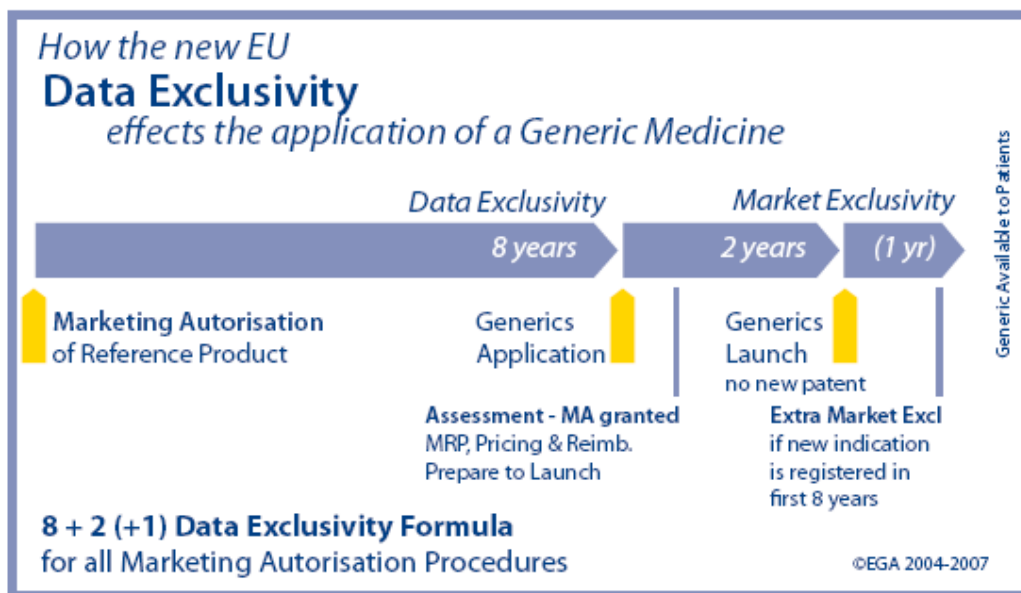 How the new EU
Data Exclusivity
effects the application of a Generic Medicine
Data Exclusivity
Market Exclusivity
8 years
2 years
(1 yr)
Generic Available to Patients
Marketing Autorisation
of Reference Product
Generics
Application
Generics
Launch
no new patent
Assessment - MA granted
MRP, Pricing & Reimb.
Prepare to Launch
Extra Market Excl
if new indication
is registered in
first 8 years
8 + 2 (+1) Data Exclusivity Formula
for all Marketing Autorisation Procedures
©EGA 2004-2007